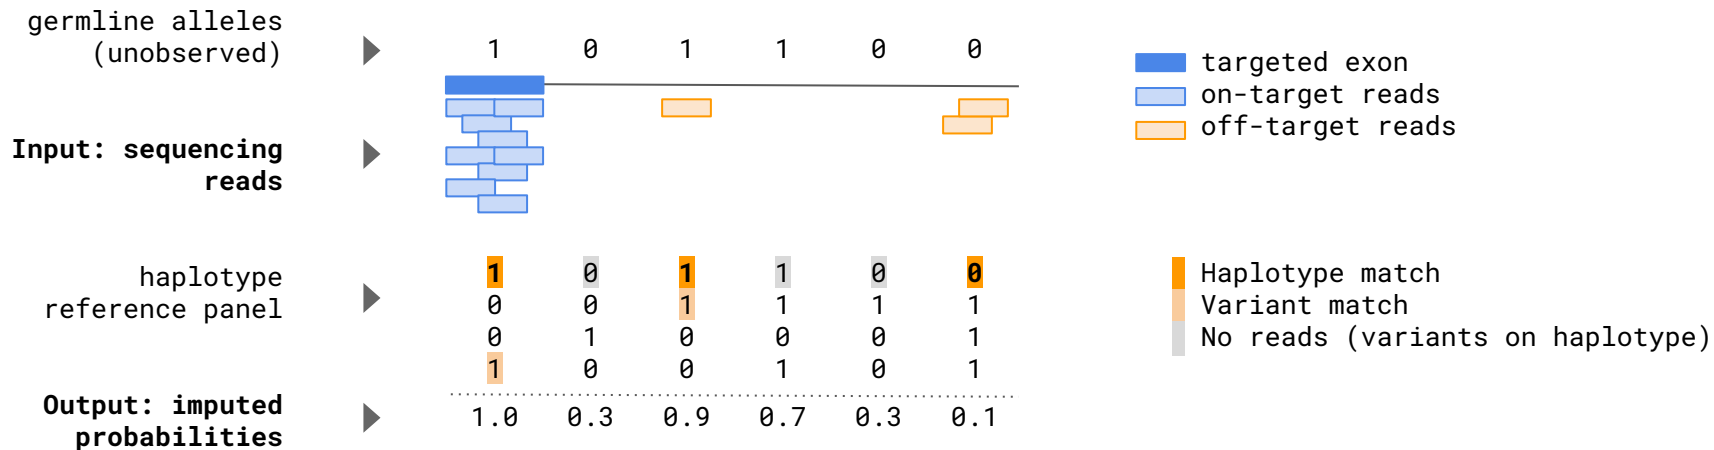 germline alleles
(unobserved)
1 0 1 1 0 0
targeted exon
on-target reads
off-target reads
Input: sequencing
reads
haplotype
reference panel
1 0 1 1 0 0
0 0 1 1 1 1
0 1 0 0 0 1
1 0 0 1 0 1
Haplotype match
Variant match
No reads (variants on haplotype)
Output: imputed
probabilities
1.0 0.3 0.9 0.7 0.3 0.1